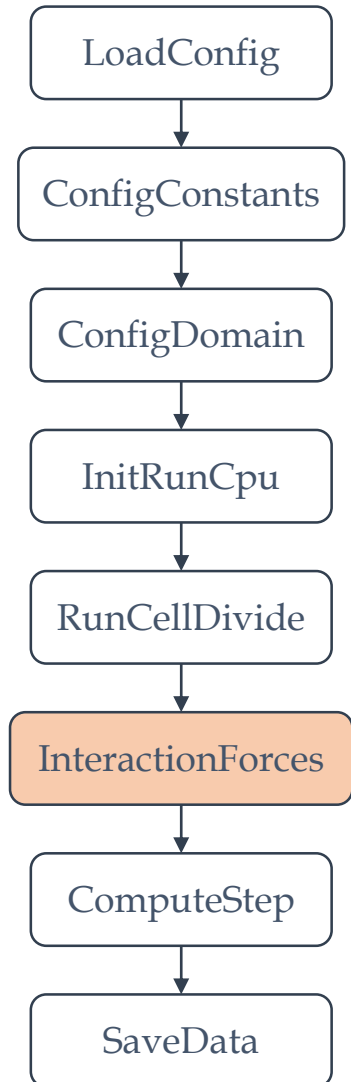 LoadConfig
ConfigConstants
ConfigDomain
InitRunCpu
RunCellDivide
InteractionForces
ComputeStep
SaveData